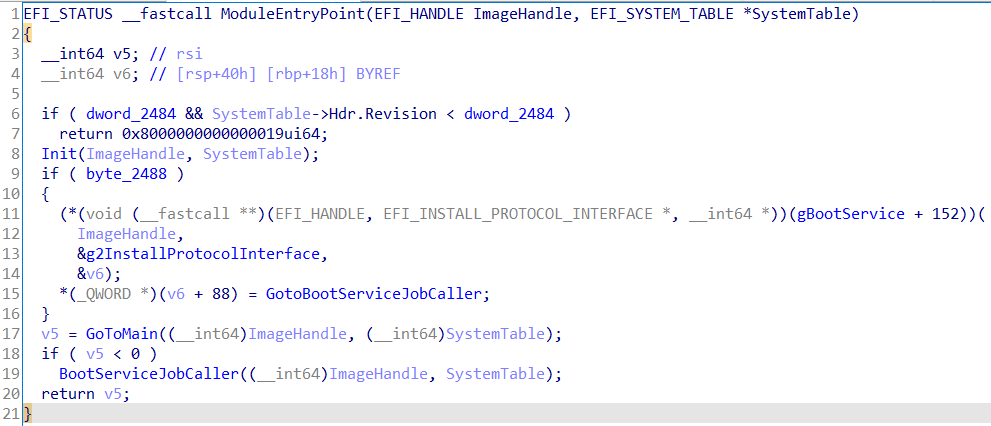 1 EFI_STATUS __fastcall ModuleEntryPoint(EFI_HANDLE ImageHandle, EFI_SYSTEM_TABLE *SystemTable)
2 {
3   __int64 v5; // rsi
4   __int64 v6; // [rsp+40h] [rbp+18h] BYREF
5
6   if ( dword_2484 && SystemTable->Hdr.Revision < dword_2484 )
7     return 0x8000000000000019ui64;
8   Init(ImageHandle, SystemTable);
9   if ( byte_2488 )
10   {
11     (*(void (__fastcall **)(EFI_HANDLE, EFI_INSTALL_PROTOCOL_INTERFACE *, __int64 *))(gBootService + 152))(
12       ImageHandle,
13       &g2InstallProtocolInterface,
14       &v6);
15     *(_QWORD *)(v6 + 88) = GotoBootServiceJobCaller;
16   }
17   v5 = GoToMain((__int64)ImageHandle, (__int64)SystemTable);
18   if ( v5 < 0 )
19     BootServiceJobCaller((__int64)ImageHandle, SystemTable);
20   return v5;
21 }